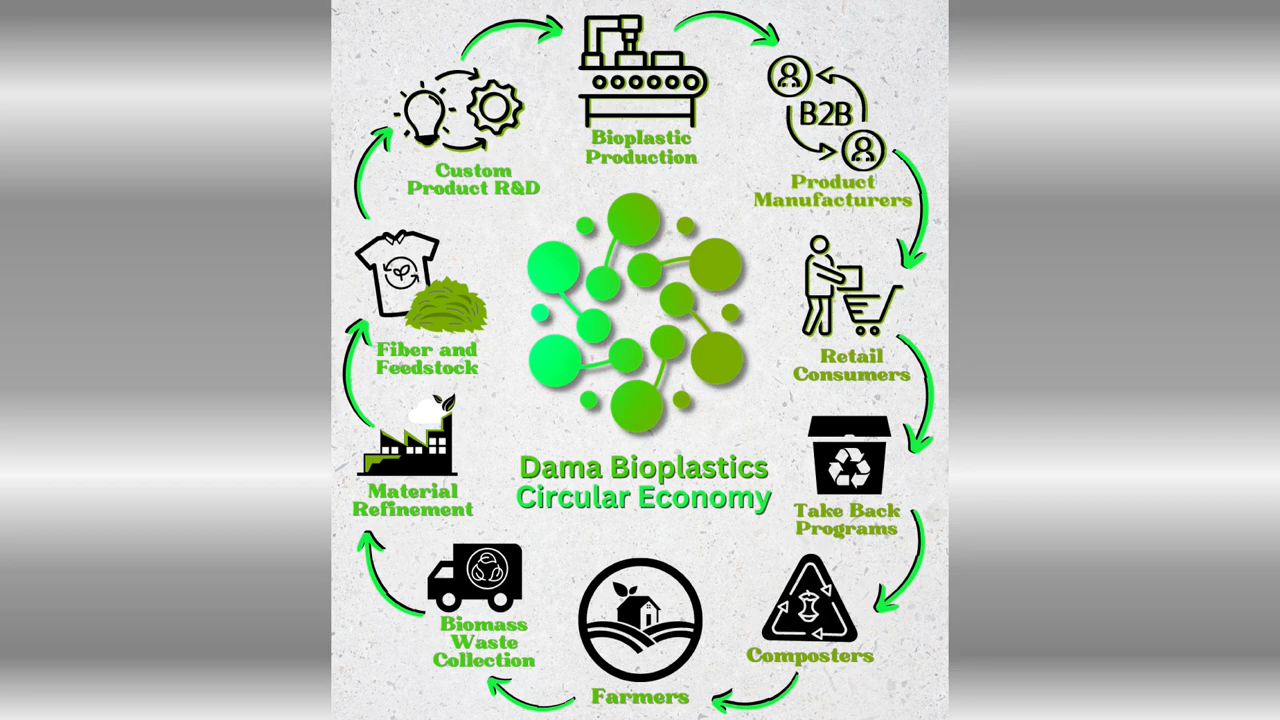 Bioplastic
Production
B2B
Custom
Product R&D
Product
Manufacturers
Fiber and
Feedstock
Retail
Consumers
Dama Bioplastics
Circular Economy
Material
Refinement
Take Back
Programs
Biomass
Waste
Collection
Composters
Farmers